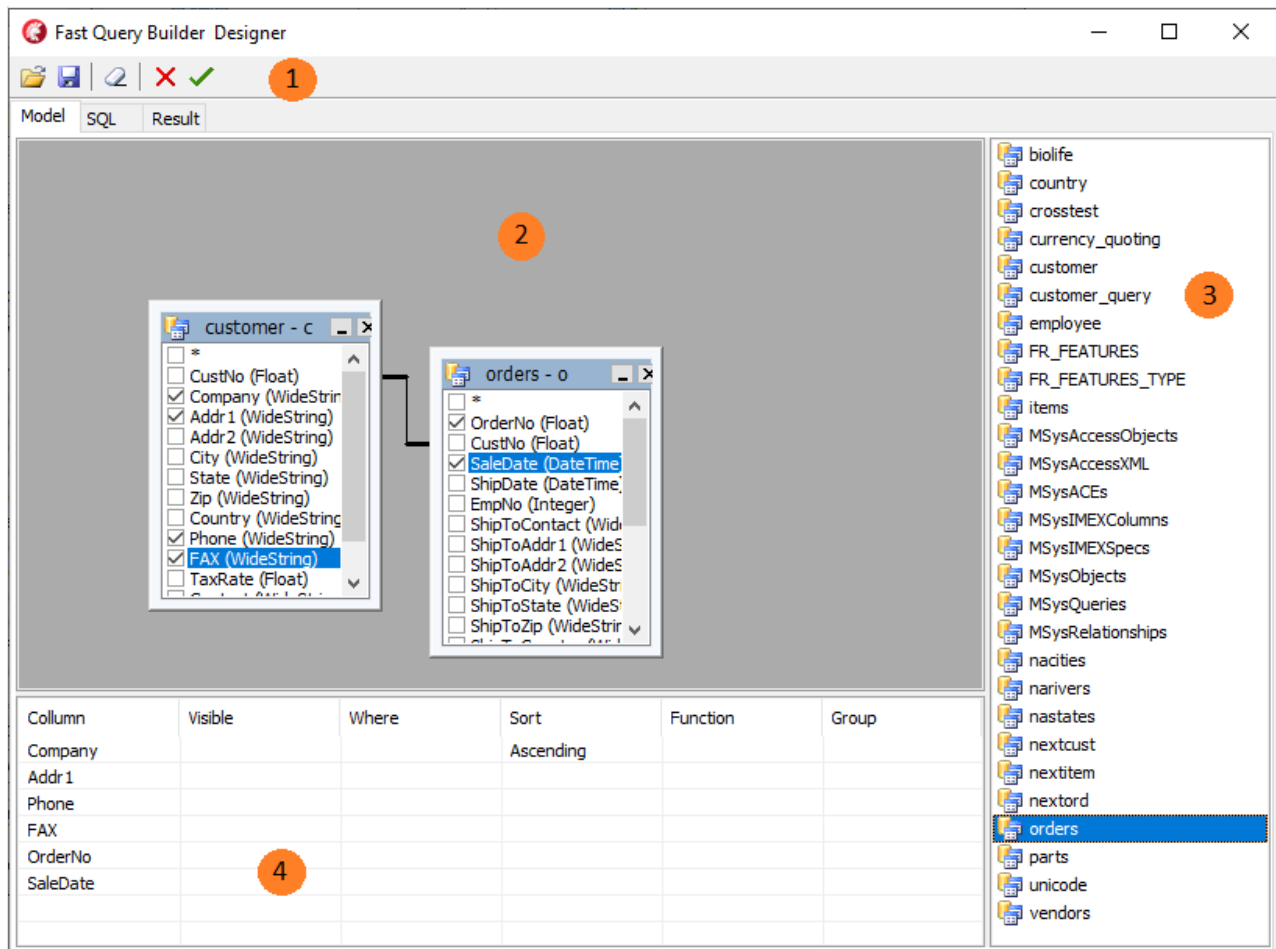 Fast Query Builder Designer
1
Model SQL Result
2
customer - c
*
CustNo (Float)
Company (WideStrin
Addr1 (WideString)
Addr2 (WideString)
City (WideString)
State (WideString)
Zip (WideString)
Country (WideString
Phone (WideString)
FAX (WideString)
TaxRate (Float)
orders - o
*
OrderNo (Float)
CustNo (Float)
SaleDate (DateTime)
ShipDate (DateTime)
EmpNo (Integer)
ShipToContact (Wide
ShipToAddr1 (WideS
ShipToAddr2 (WideS
ShipToCity (WideStri
ShipToState (WideSt
ShipToZip (WideStrin
biolife
country
crosstest
currency_quoting
customer
customer_query
3
employee
FR_FEATURES
FR_FEATURES_TYPE
items
MSysAccessObjects
MSysAccessXML
MSysACEs
MSysIMEXColumns
MSysIMEXSpecs
MSysObjects
MSysQueries
MSysRelationships
nacities
narivers
nastates
nextcust
nextitem
nextord
orders
parts
unicode
vendors
Collumn Visible Where Sort Function Group
Company Ascending
Addr1
Phone
FAX
OrderNo
SaleDate
4